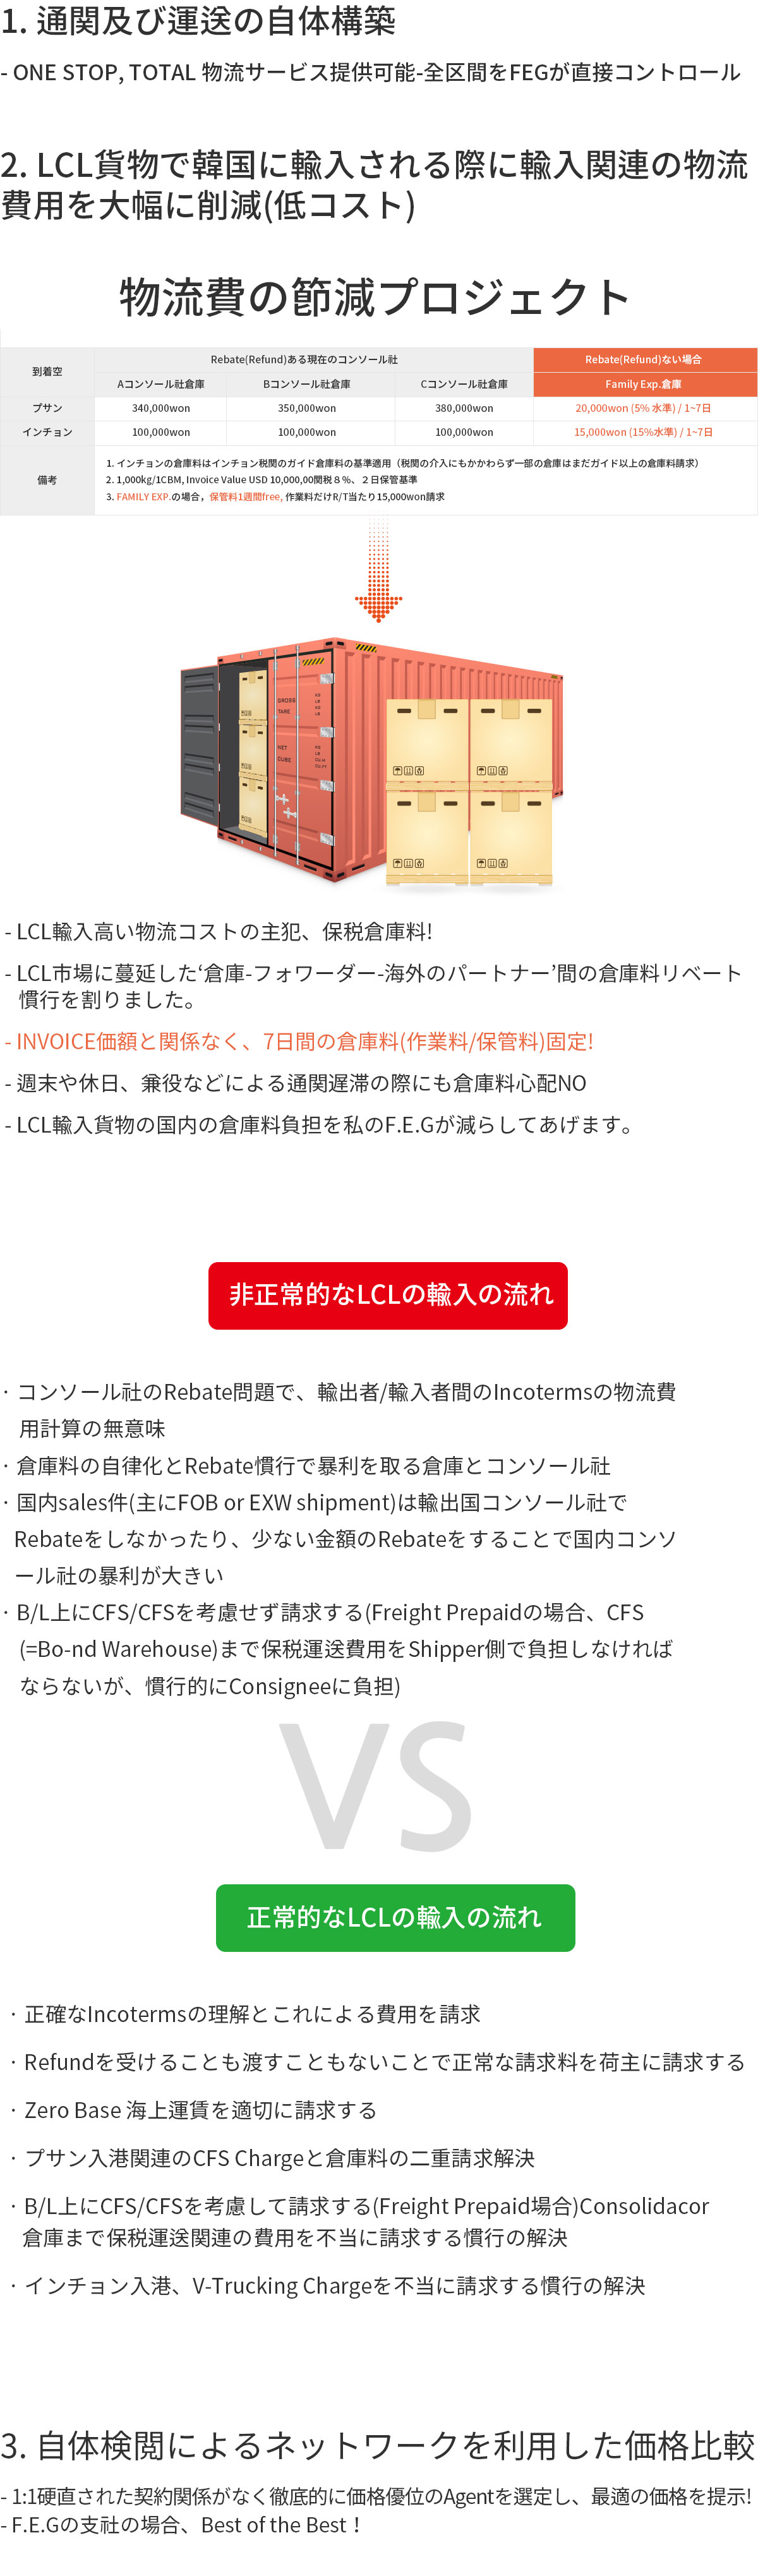 1. 通関及び運送の自体構築
- ONE STOP, TOTAL 物流サービス提供可能-全区間をFEGが直接コントロール
2. LCL貨物で韓国に輸入される際に輸入関連の物流
費用を大幅に削減(低コスト)
物流費の節減プロジェクト
到着空 Rebate(Refund)ある現在のコンソール社 Rebate(Refund)ない場合
Aコンソール社倉庫 Bコンソール社倉庫 Cコンソール社倉庫 Family Exp.倉庫
プサン 340,000won 350,000won 380,000won 20,000won (5% 水準) / 1~7日
インチョン 100,000won 100,000won 100,000won 15,000won (15%水準) / 1~7日
備考
1. インチョンの倉庫料はインチョン税関のガイド倉庫料の基準適用（税関の介入にもかかわらず一部の倉庫はまだガイド以上の倉庫料請求）
2. 1,000kg/1CBM, Invoice Value USD 10,000,00関税８%、２日保管基準
3. FAMILY EXP.の場合，保管料1週間free, 作業料だけR/T当たり15,000won請求
GROSS
TARE
NET
CUBE
- LCL輸入高い物流コストの主犯、保税倉庫料!
- LCL市場に蔓延した‘倉庫-フォワーダー-海外のパートナー’間の倉庫料リベート
慣行を割りました。
- INVOICE価額と関係なく、7日間の倉庫料(作業料/保管料)固定!
- 週末や休日、兼役などによる通関遅滞の際にも倉庫料心配NO
- LCL輸入貨物の国内の倉庫料負担を私のF.E.Gが減らしてあげます。
非正常的なLCLの輸入の流れ
· コンソール社のRebate問題で、輸出者/輸入者間のIncotermsの物流費
用計算の無意味
· 倉庫料の自律化とRebate慣行で暴利を取る倉庫とコンソール社
· 国内sales件(主にFOB or EXW shipment)は輸出国コンソール社で
Rebateをしなかったり、少ない金額のRebateをすることで国内コンソ
ール社の暴利が大きい
· B/L上にCFS/CFSを考慮せず請求する(Freight Prepaidの場合、CFS
(=Bo-nd Warehouse)まで保税運送費用をShipper側で負担しなければ
ならないが、慣行的にConsigneeに負担)
VS
正常的なLCLの輸入の流れ
· 正確なIncotermsの理解とこれによる費用を請求
· Refundを受けることも渡すこともないことで正常な請求料を荷主に請求する
· Zero Base 海上運賃を適切に請求する
· プサン入港関連のCFS Chargeと倉庫料の二重請求解決
· B/L上にCFS/CFSを考慮して請求する(Freight Prepaid場合)Consolidacor
倉庫まで保税運送関連の費用を不当に請求する慣行の解決
· インチョン入港、V-Trucking Chargeを不当に請求する慣行の解決
3. 自体検閲によるネットワークを利用した価格比較
- 1:1硬直された契約関係がなく徹底的に価格優位のAgentを選定し、最適の価格を提示!
- F.E.Gの支社の場合、Best of the Best！